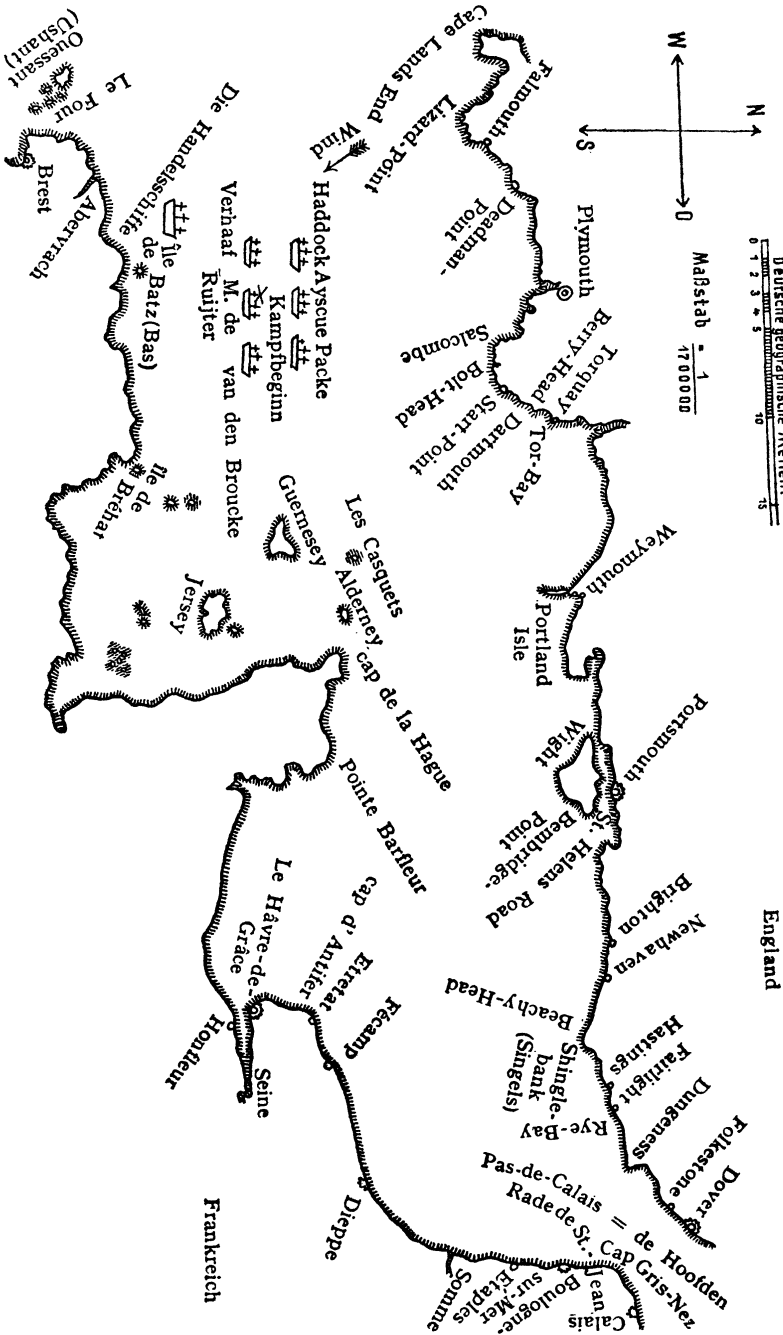 Deutsche geographische Meilen.
0 1 2 3 4 5 10 15
Maßstab = 1
1700000
N
W
O
S
England
Cape Lands End
Falmouth
Lizard-Point
Deadman-
Point
Plymouth
Salcombe
Bolt-Head
Start-Point
Dartmouth
Tor-Bay
Berry-Head
Torquay
Weymouth
Portland
Isle
Wight
Portsmouth
St. Helens Road
Bembridge-
Point
Brighton
Newhaven
Beachy-Head
Shingle-
bank
(Singels)
Hastings
Fairlight
Rye-Bay
Dungeness
Folkestone
Dover
Pas-de-Calais = de Hoofden
Rade de St. Jean
Cap Gris-Nez
Calais
Boulogne-
sur-Mer
Étaples
Somme
Dieppe
Fécamp
Etretat
cap d'Antifer
Le Hâvre-de-
Grâce
Seine
Honfleur
Frankreich
Pointe Barfleur
cap de la Hague
Alderney
Les Casquets
Guernesey
Jersey
Île de
Bréhat
Wind
Haddock Ayscue Packe
Kampfbeginn
Verhaaf M. de van den Broucke
Ruijter
Die Handelsschiffe
Île
de Batz (Bas)
Abervrach
Brest
Le Four
Ouessant
(Ushant)